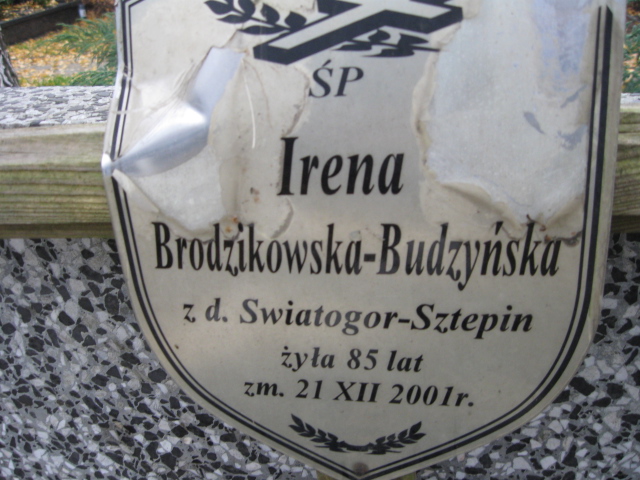 ŚP
Irena
Brodzikowska-Budzyńska
z d. Swiatogor-Sztepin
żyła 85 lat
zm. 21 XII 2001r.